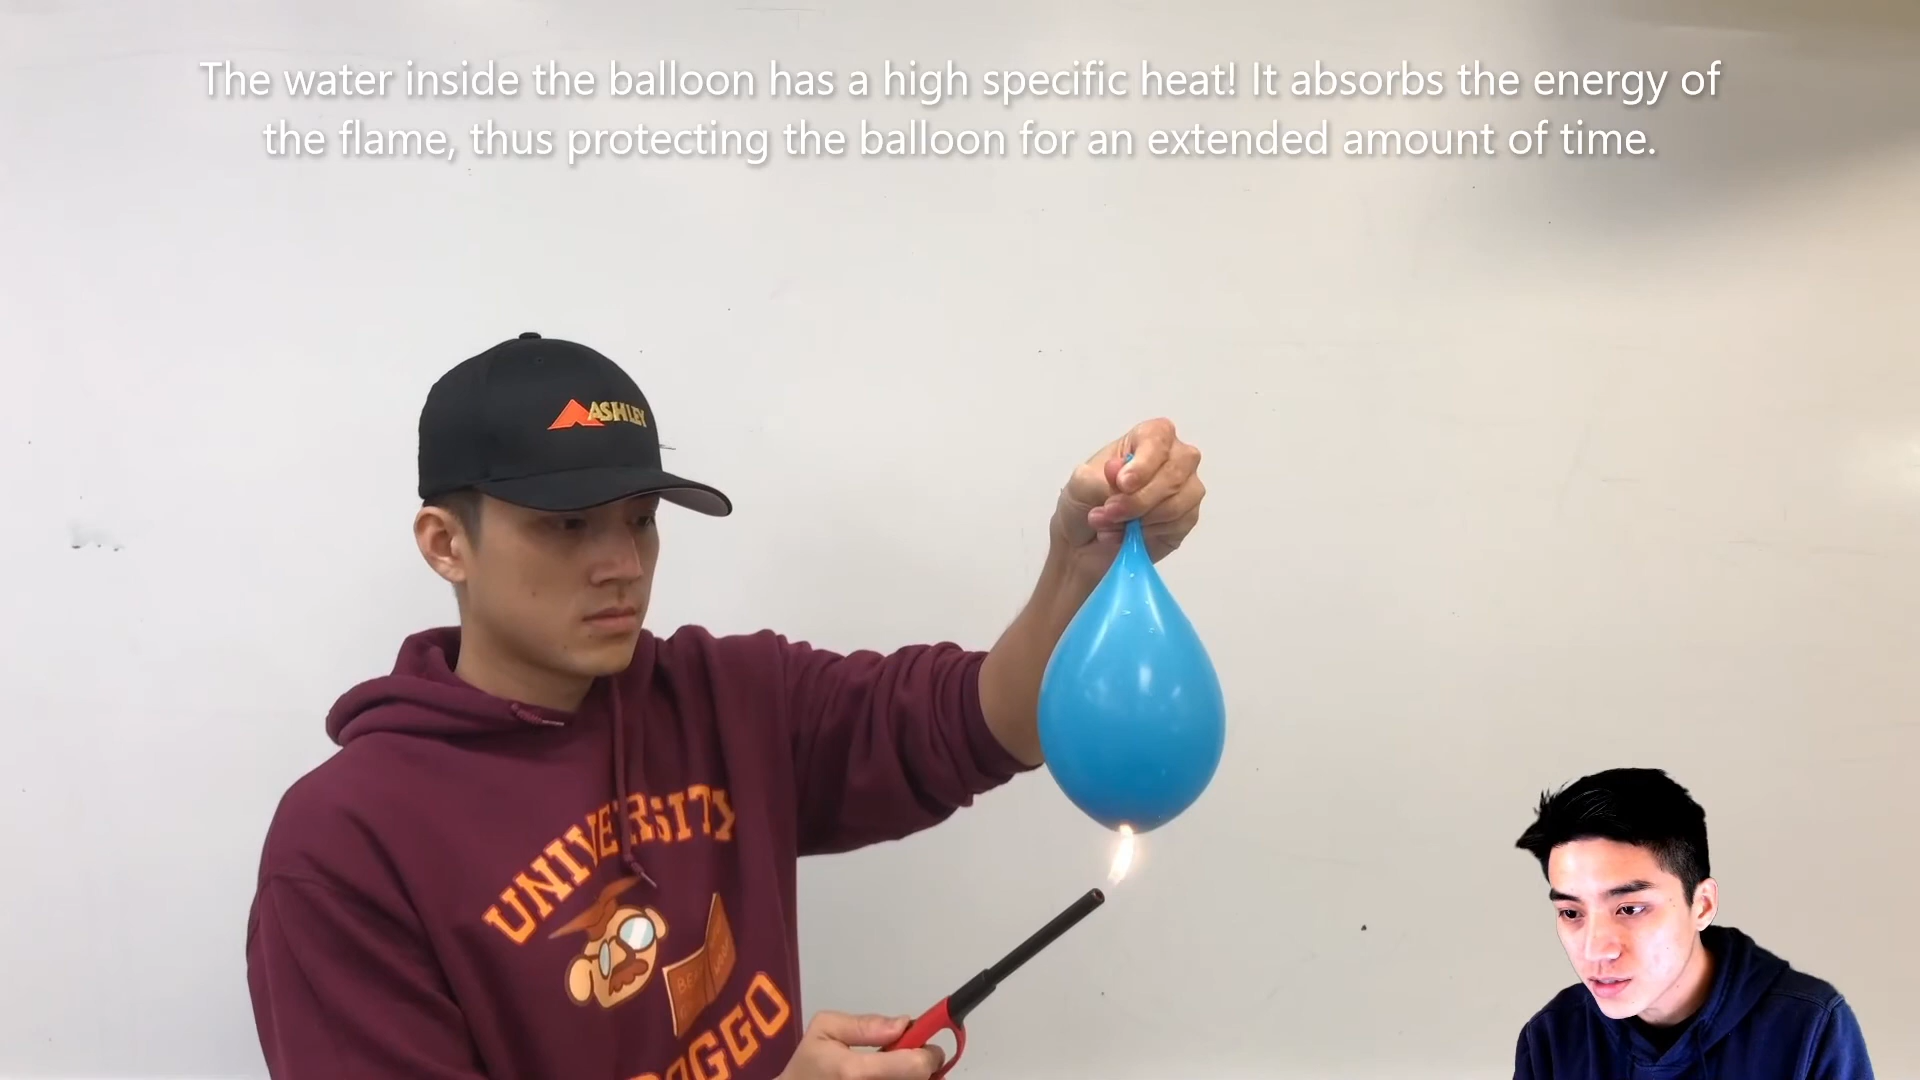 The water inside the balloon has a high specific heat! It absorbs the energy of
the flame, thus protecting the balloon for an extended amount of time.
ASHLEY
UNIVERSITY